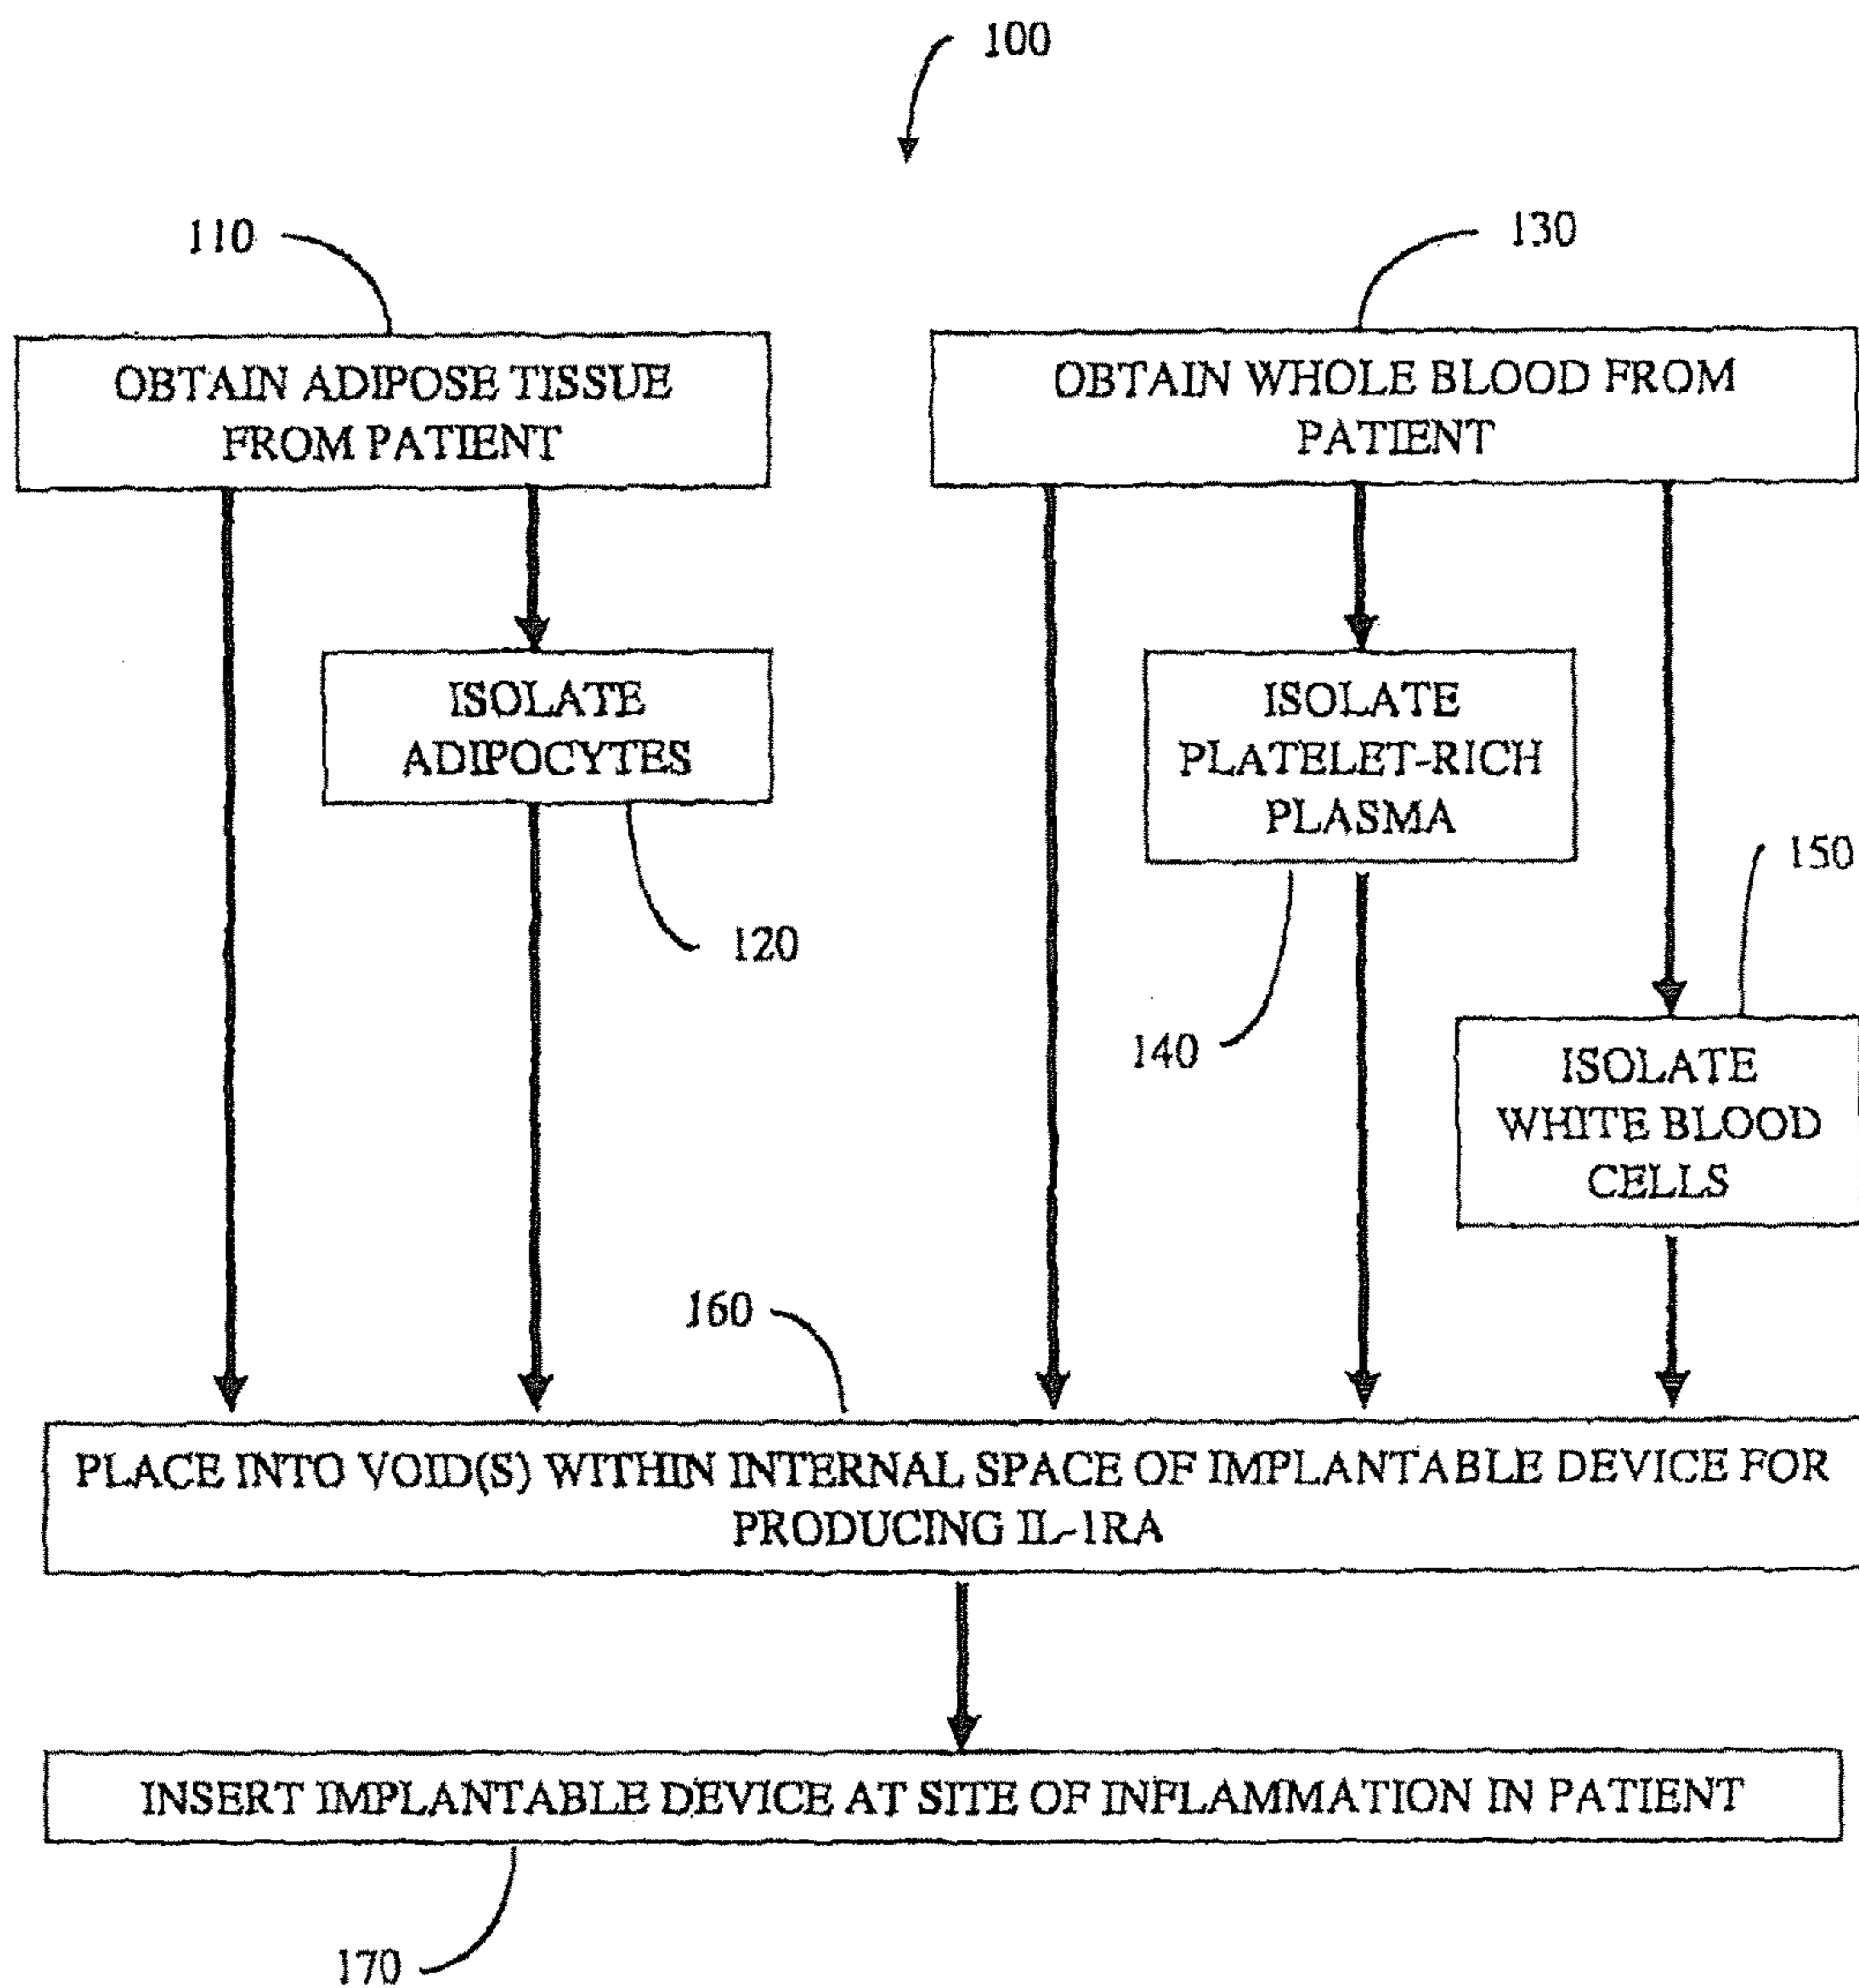 100
110
130
OBTAIN ADIPOSE TISSUE
FROM PATIENT
OBTAIN WHOLE BLOOD FROM
PATIENT
ISOLATE
ADIPOCYTES
ISOLATE
PLATELET-RICH
PLASMA
150
120
140
ISOLATE
WHITE BLOOD
CELLS
160
PLACE INTO VOID(S) WITHIN INTERNAL SPACE OF IMPLANTABLE DEVICE FOR
PRODUCING IL-1RA
INSERT IMPLANTABLE DEVICE AT SITE OF INFLAMMATION IN PATIENT
170